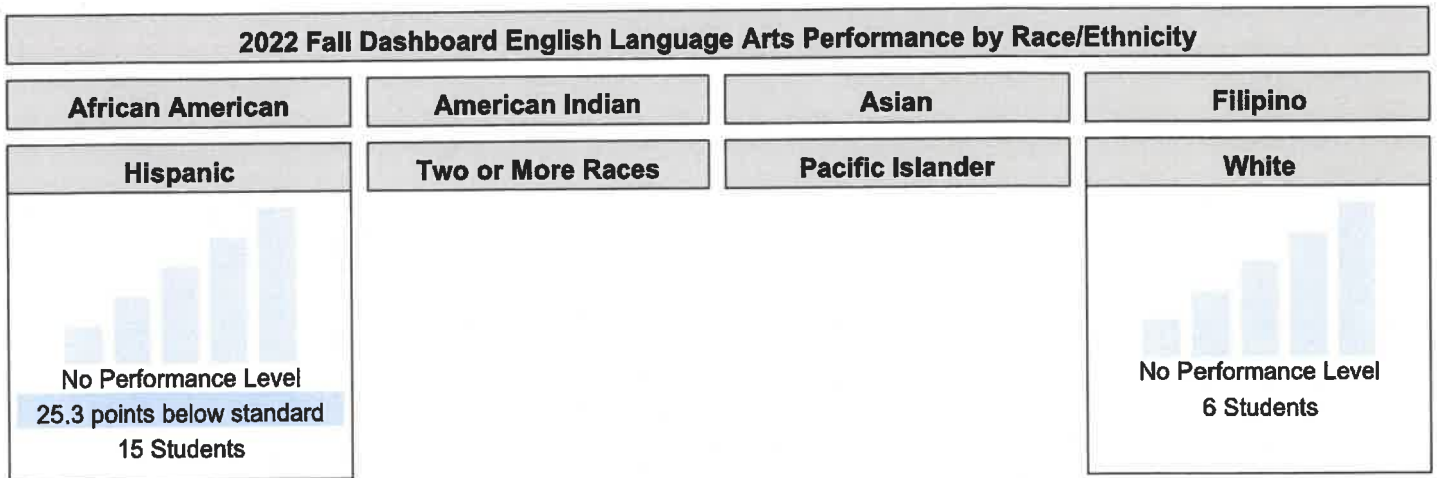 2022 Fall Dashboard English Language Arts Performance by Race/Ethnicity
African American
American Indian
Asian
Filipino
Hispanic
Two or More Races
Pacific Islander
White
No Performance Level
25.3 points below standard
15 Students
No Performance Level
6 Students